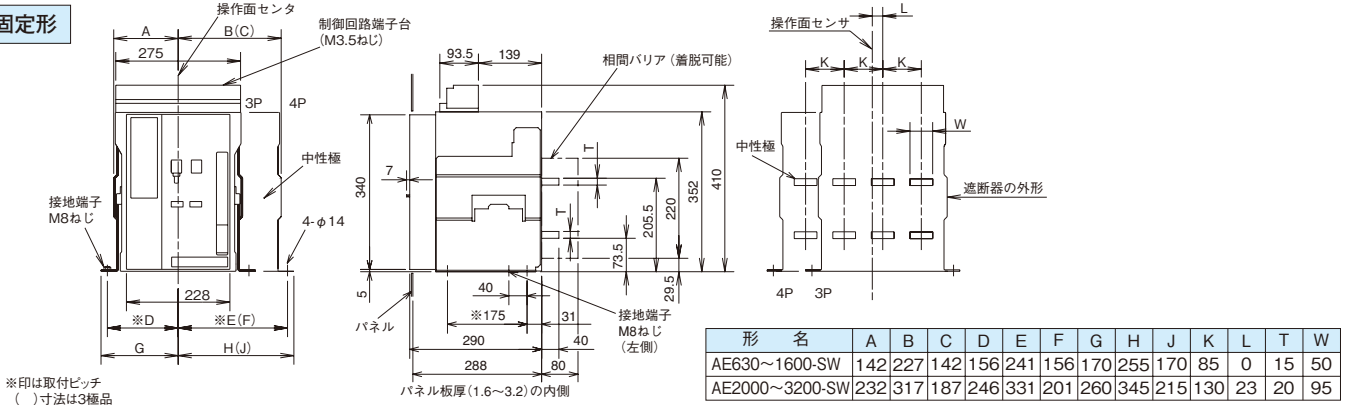 固定形
操作面センタ
制御回路端子台
(M3.5ねじ)
A
B(C)
275
3P
4P
中性極
接地端子
M8ねじ
4-φ14
228
※D
※E(F)
G
H(J)
※印は取付ピッチ
( )寸法は3極品
93.5
139
相間バリア(着脱可能)
7
340
5
T
T
205.5
73.5
220
29.5
352
410
40
※175
31
接地端子
M8ねじ
(左側)
パネル
290
40
288
80
パネル板厚(1.6~3.2)の内側
操作面センサ
L
K
K
K
W
中性極
遮断器の外形
4P
3P
形 名 A B C D E F G H J K L T W
AE630~1600-SW 142 227 142 156 241 156 170 255 170 85 0 15 50
AE2000~3200-SW 232 317 187 246 331 201 260 345 215 130 23 20 95